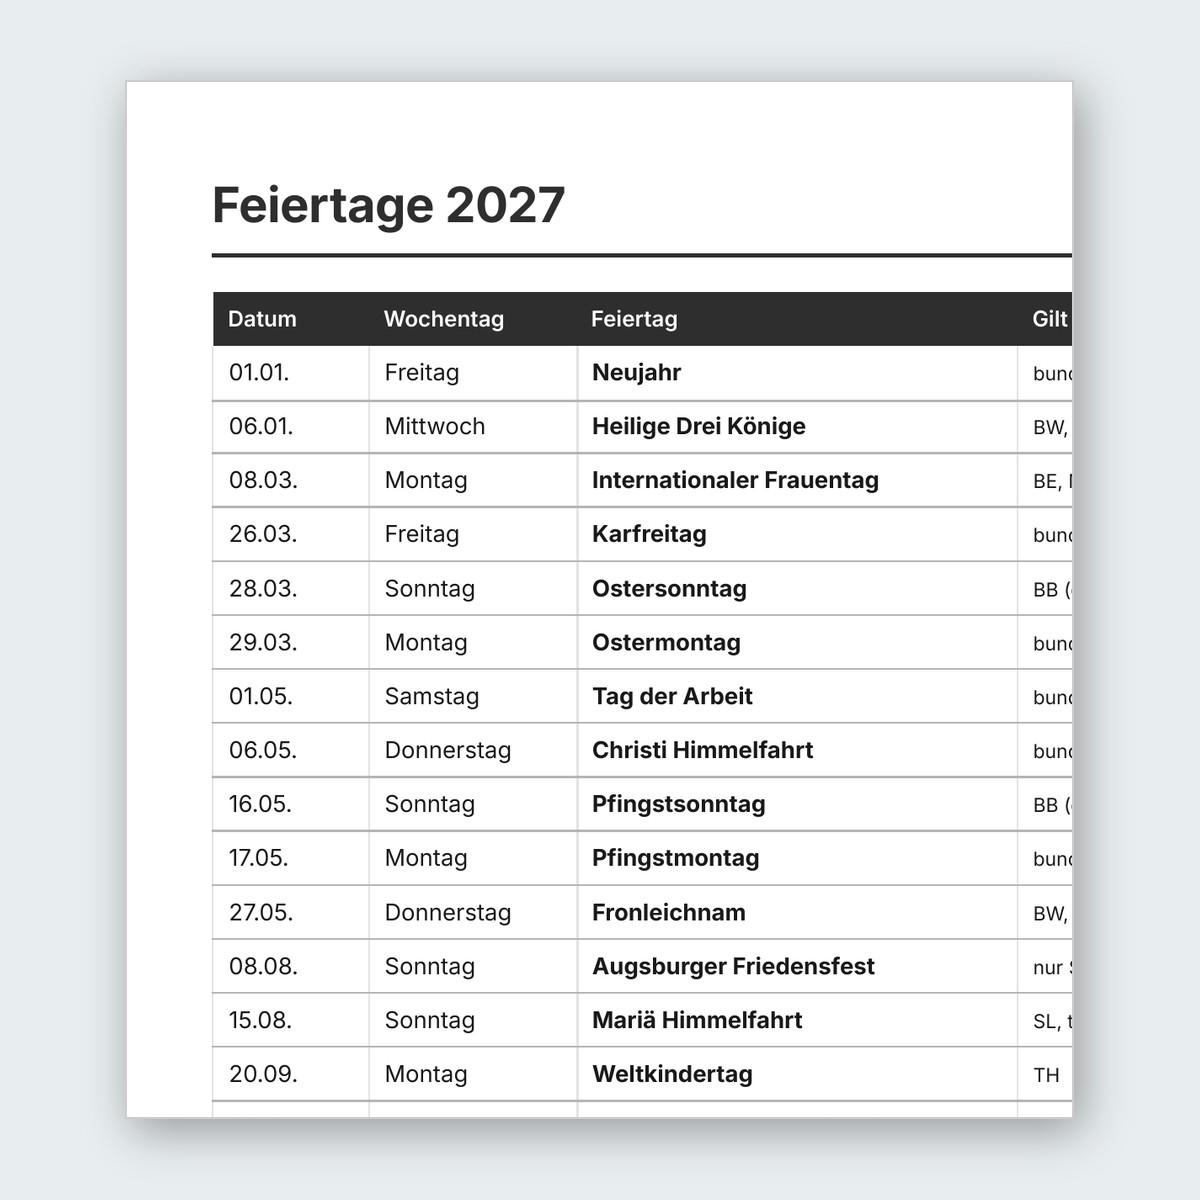 Feiertage 2027
Datum Wochentag Feiertag Gilt
01.01. Freitag Neujahr
06.01. Mittwoch Heilige Drei Könige BW,
08.03. Montag Internationaler Frauentag BE,
26.03. Freitag Karfreitag
28.03. Sonntag Ostersonntag BB
29.03. Montag Ostermontag
01.05. Samstag Tag der Arbeit
06.05. Donnerstag Christi Himmelfahrt
16.05. Sonntag Pfingstsonntag BB
17.05. Montag Pfingstmontag
27.05. Donnerstag Fronleichnam BW,
08.08. Sonntag Augsburger Friedensfest nur
15.08. Sonntag Mariä Himmelfahrt SL,
20.09. Montag Weltkindertag TH